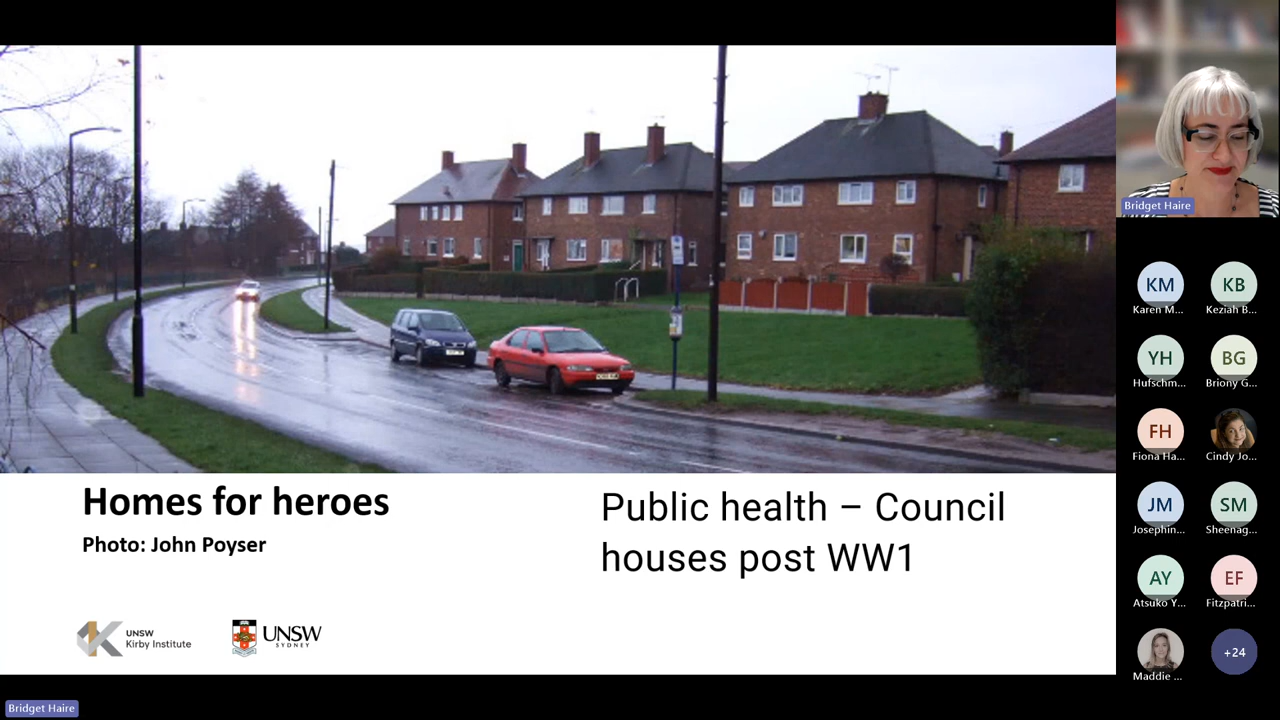 Homes for heroes
Photo: John Poyser
Public health – Council
houses post WW1
UNSW
Kirby Institute
UNSW
SYDNEY
Bridget Haire
Bridget Haire
KM
Karen M...
KB
Keziah B...
YH
Hufschm...
BG
Briony G...
FH
Fiona Ha...
Cindy Jo...
JM
Josephin...
SM
Sheenag...
AY
Atsuko Y...
EF
Fitzpatri...
Maddie ...
+24